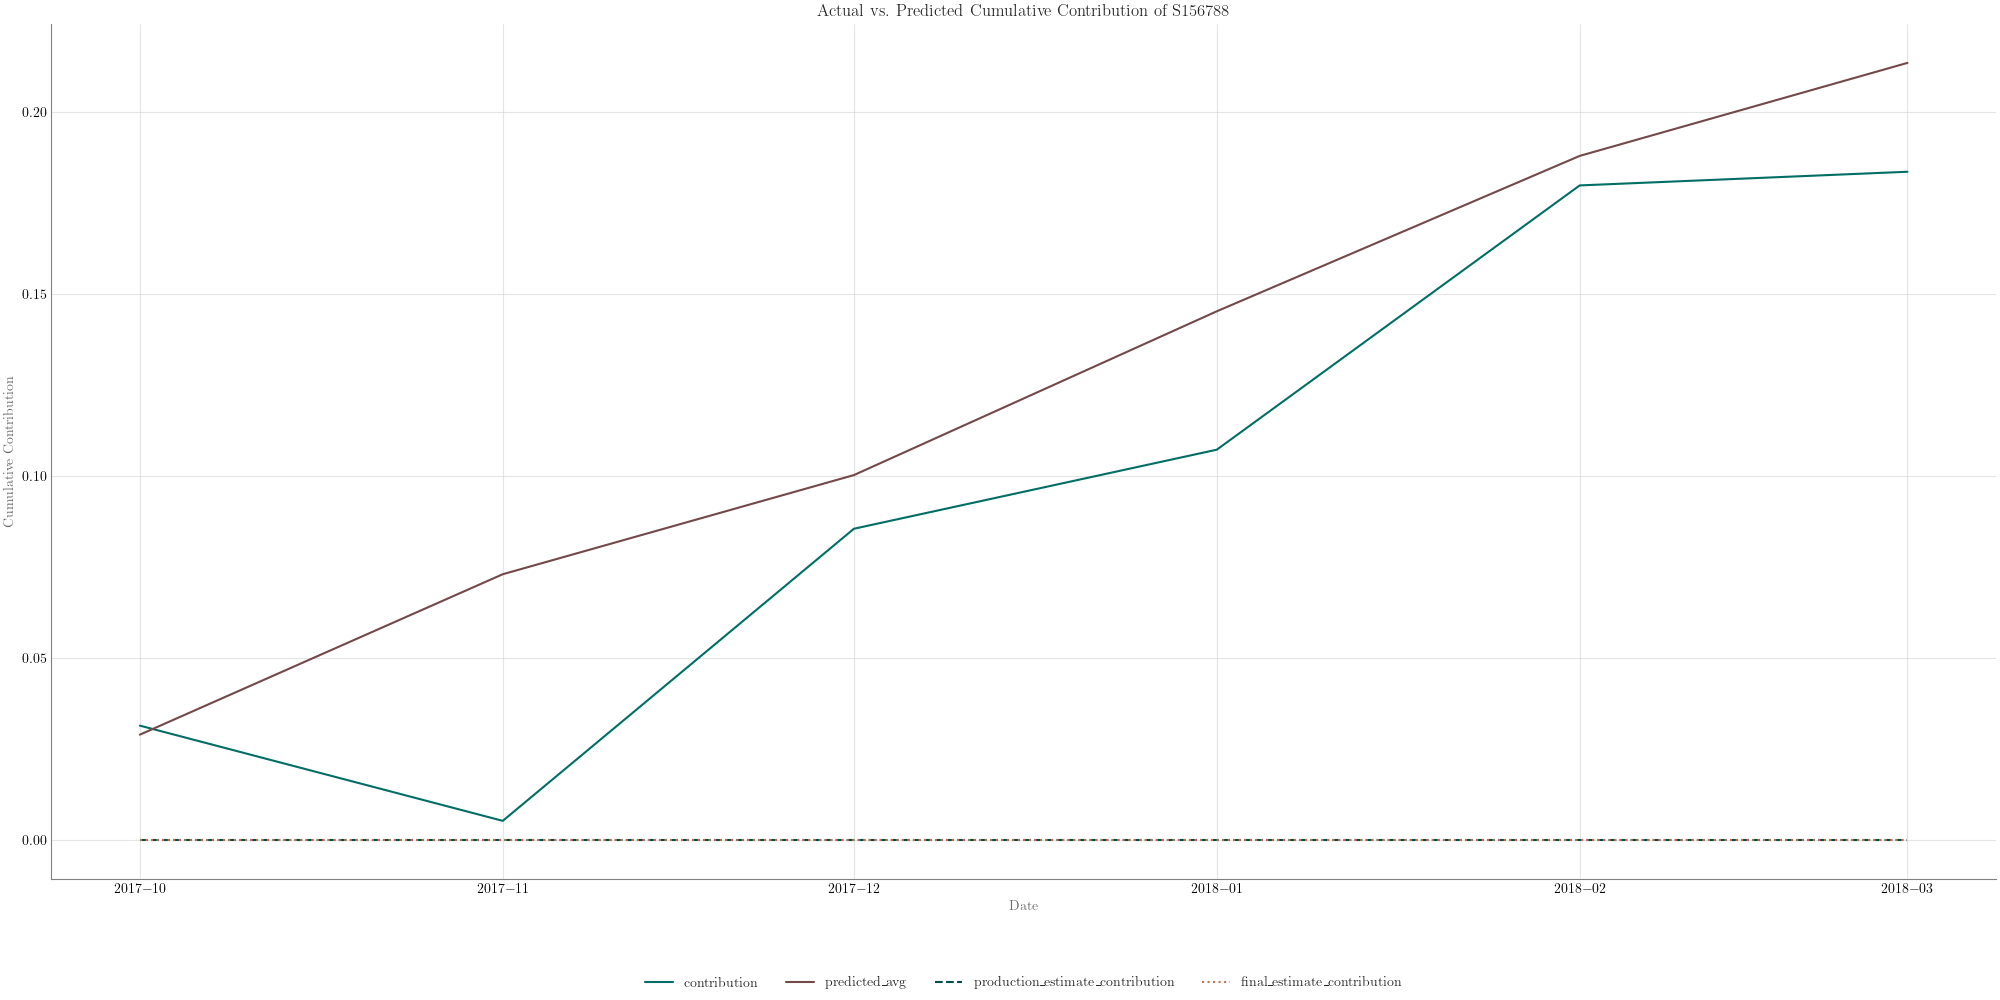 Actual vs. Predicted Cumulative Contribution of S156788
Cumulative Contribution
0.20
0.15
0.10
0.05
0.00
2017−10 2017−11 2017−12 2018−01 2018−02 2018−03
Date
contribution predicted_avg production_estimate_contribution final_estimate_contribution